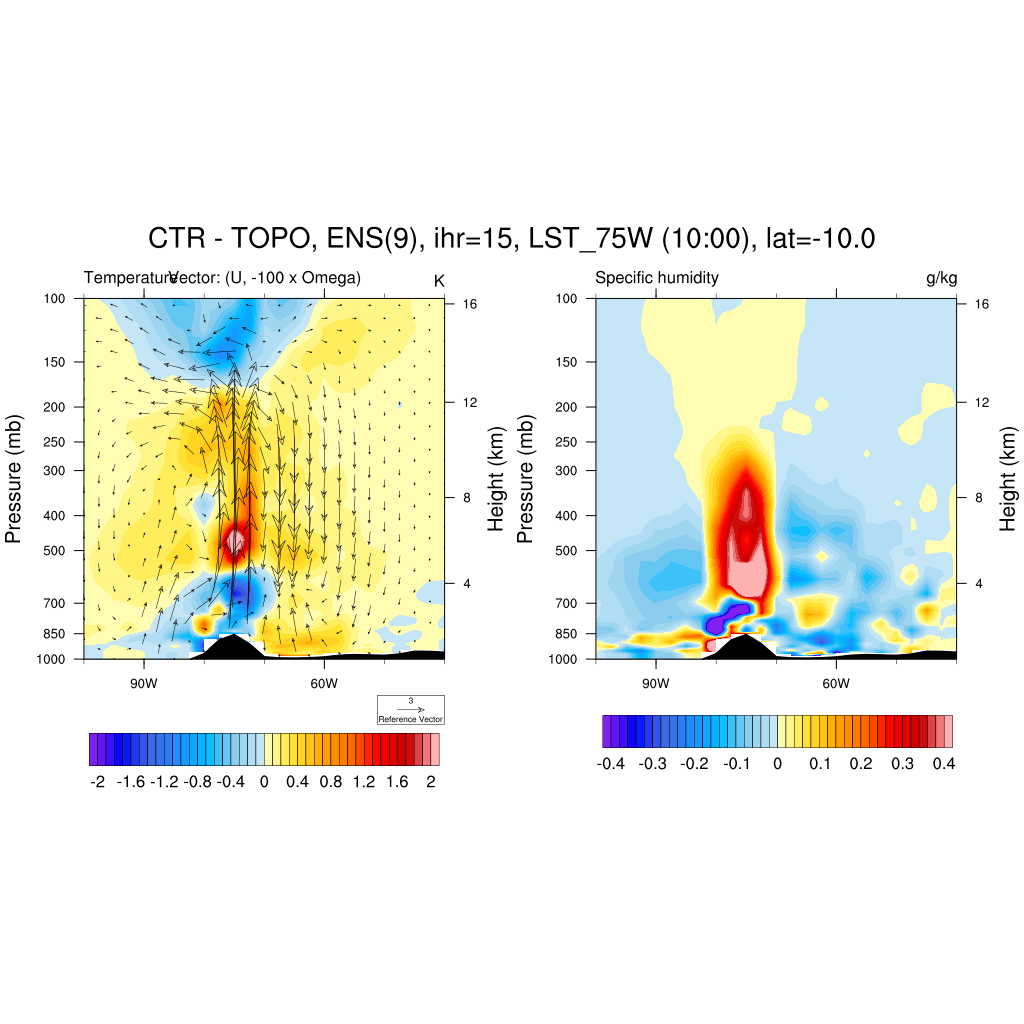 CTR - TOPO, ENS(9), ihr=15, LST_75W (10:00), lat=-10.0
Temperature Vector: (U, -100 x Omega) K
Specific humidity g/kg
Pressure (mb)
100
150
200
250
300
400
500
700
850
1000
16
12
8
4
Height (km)
90W 60W
3
Reference Vector
-2 -1.6 -1.2 -0.8 -0.4 0 0.4 0.8 1.2 1.6 2
Pressure (mb)
100
150
200
250
300
400
500
700
850
1000
16
12
8
4
Height (km)
90W 60W
-0.4 -0.3 -0.2 -0.1 0 0.1 0.2 0.3 0.4